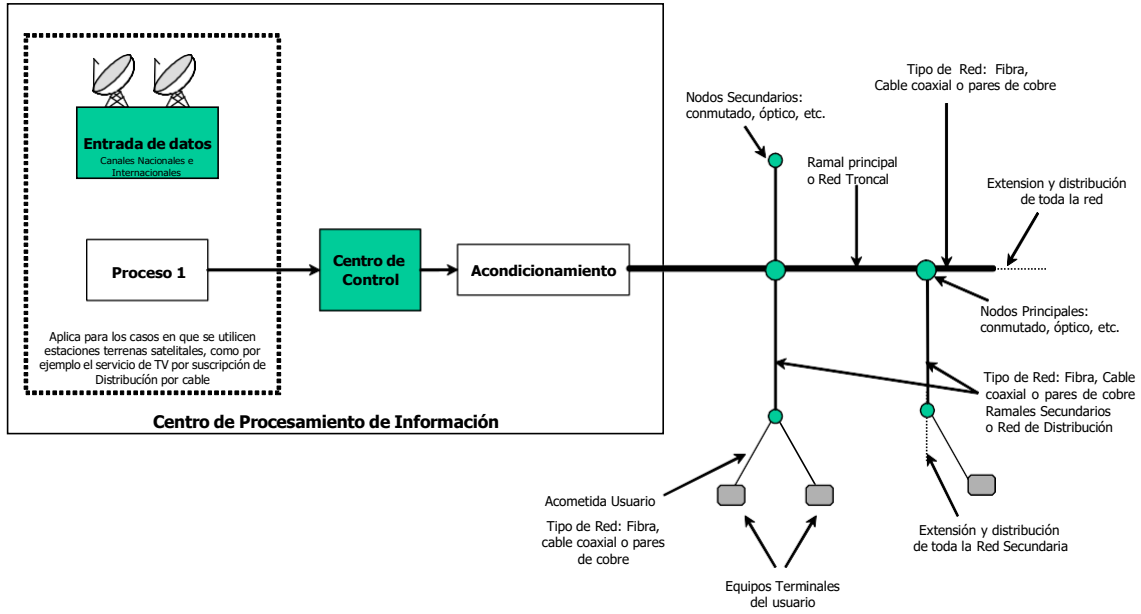 Entrada de datos
Canales Nacionales e
Internacionales
Proceso 1
Aplica para los casos en que se utilicen
estaciones terrenas satelitales, como por
ejemplo el servicio de TV por suscripción de
Distribucíon por cable
Centro de
Control
Acondicionamiento
Centro de Procesamiento de Información
Nodos Secundarios:
conmutado, óptico, etc.
Ramal principal
o Red Troncal
Tipo de Red: Fibra,
Cable coaxial o pares de cobre
Extension y distribución
de toda la red
Nodos Principales:
conmutado, óptico, etc.
Tipo de Red: Fibra, Cable
coaxial o pares de cobre
Ramales Secundarios
o Red de Distribución
Acometida Usuario
Tipo de Red: Fibra,
cable coaxial o pares
de cobre
Equipos Terminales
del usuario
Extensión y distribución
de toda la Red Secundaria